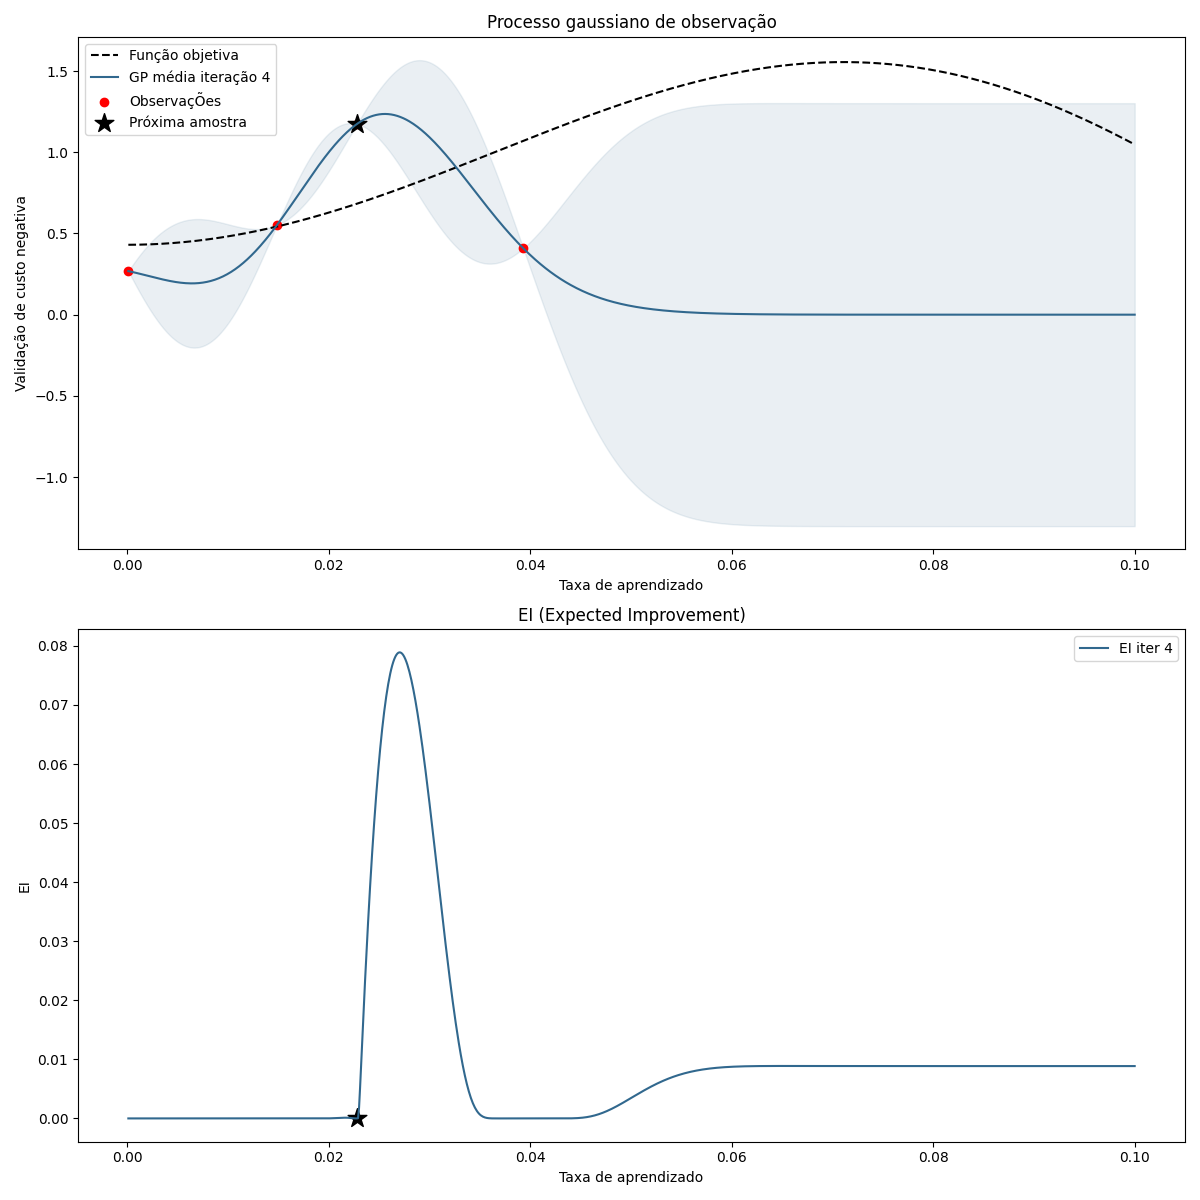 Processo gaussiano de observação
Função objetiva
GP média iteração 4
ObservaçÕes
Próxima amostra
Validação de custo negativa
1.5
1.0
0.5
0.0
−0.5
−1.0
0.00 0.02 0.04 0.06 0.08 0.10
Taxa de aprendizado
EI (Expected Improvement)
EI iter 4
EI
0.08
0.07
0.06
0.05
0.04
0.03
0.02
0.01
0.00
0.00 0.02 0.04 0.06 0.08 0.10
Taxa de aprendizado